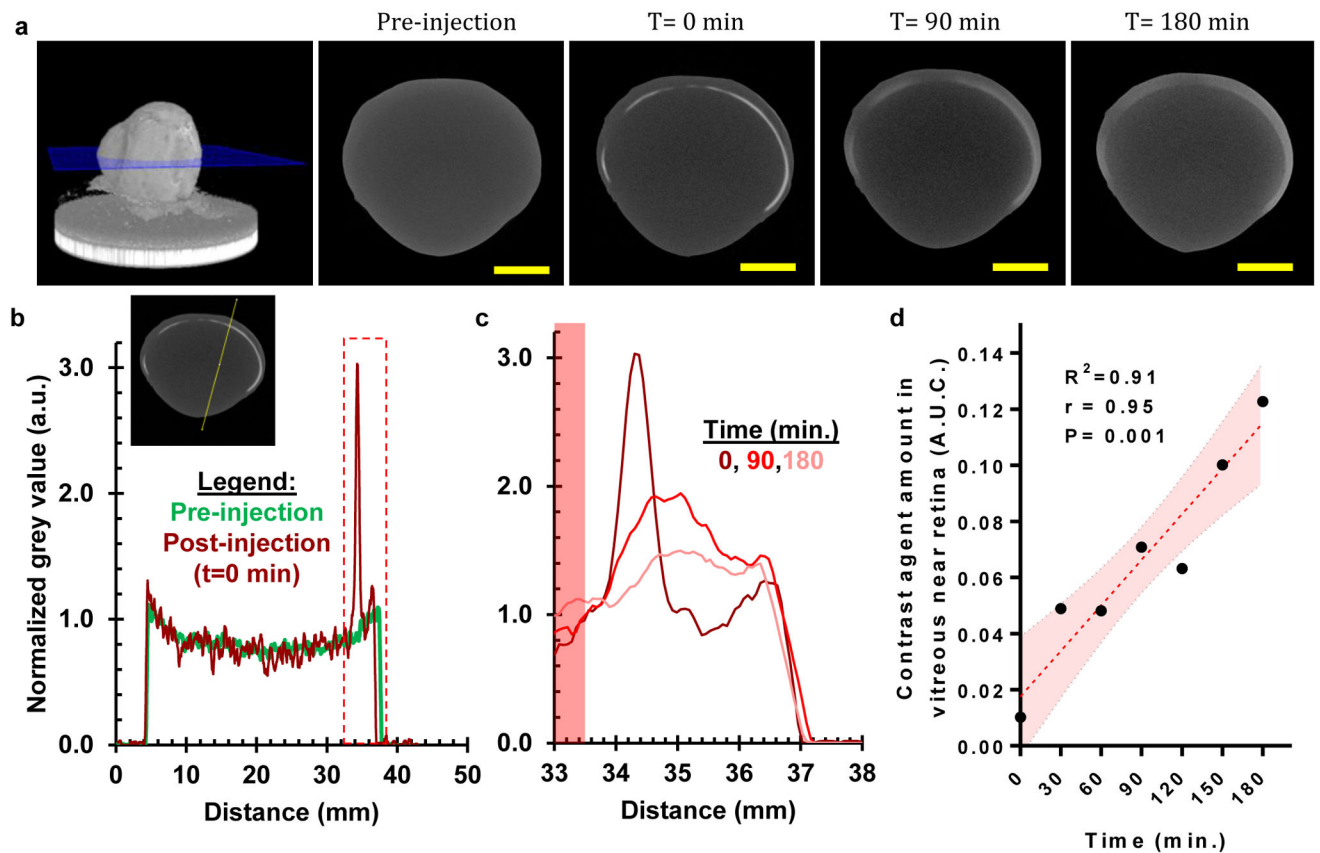 a
Pre-injection
T= 0 min
T= 90 min
T= 180 min
b
Normalized grey value (a.u.)
3.0
2.0
1.0
0.0
Legend:
Pre-injection
Post-injection
(t=0 min)
0 10 20 30 40 50
Distance (mm)
c
3.0
2.0
1.0
0.0
Time (min.)
0, 90,180
33 34 35 36 37 38
Distance (mm)
d
Contrast agent amount in
vitreous near retina (A.U.C.)
0.14
0.12
0.10
0.08
0.06
0.04
0.02
0.00
R²=0.91
r = 0.95
P= 0.001
0 30 60 90 120 150 180
Time (min.)